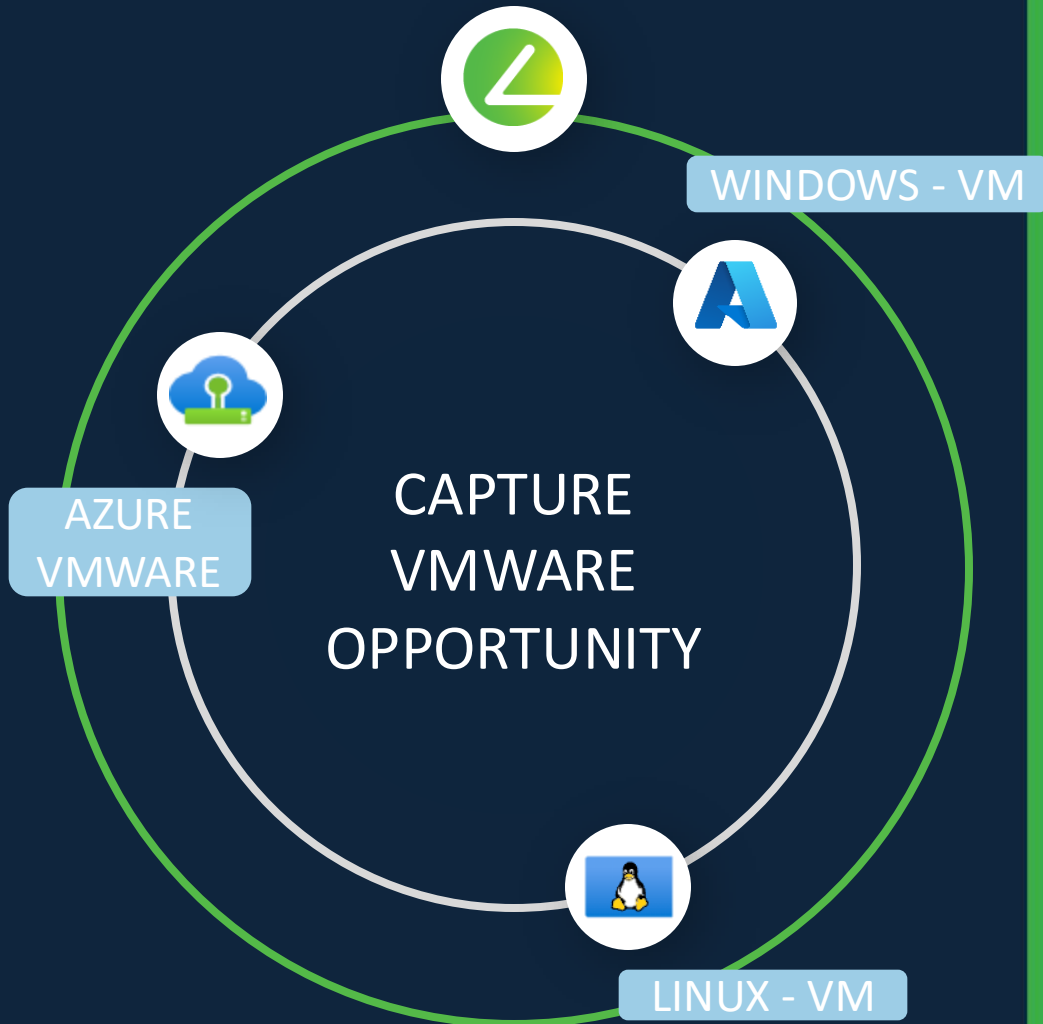 WINDOWS - VM
AZURE
VMWARE
CAPTURE
VMWARE
OPPORTUNITY
LINUX - VM